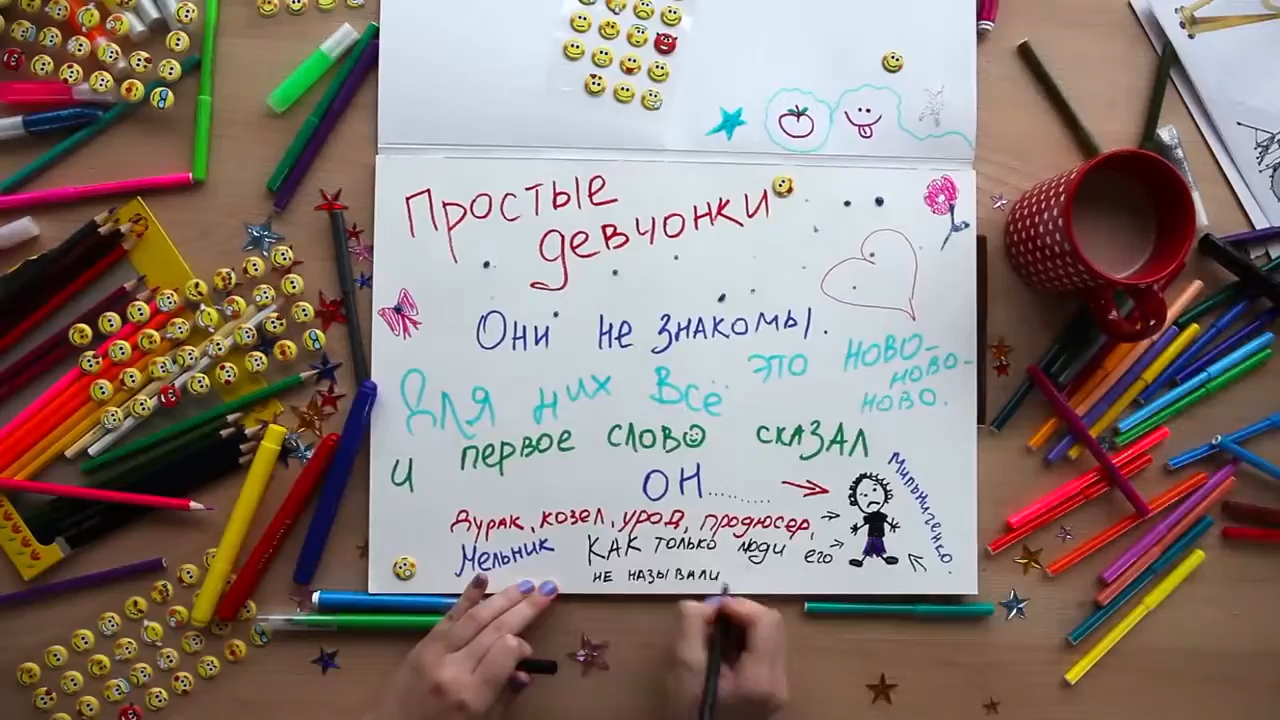 Простые
девчонки
Они не знакомы.
Для них всё это ново-
ново-
ново.
И первое слово сказал
ОН..........
Дурак, козел, урод, продюсер,
Мельник Как только люди его
не называли
Мильниченко.